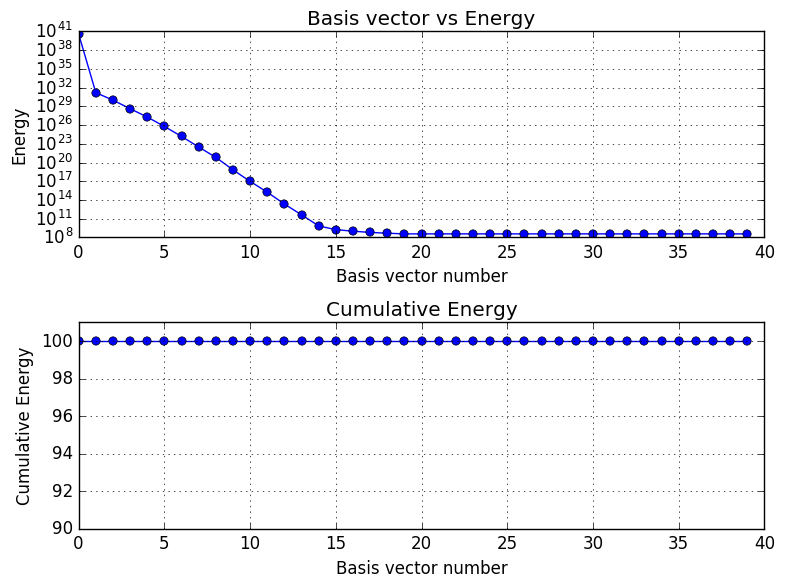 Basis vector vs Energy
10^41
10^38
10^35
10^32
10^29
10^26
10^23
10^20
10^17
10^14
10^11
10^8
Energy
0 5 10 15 20 25 30 35 40
Basis vector number
Cumulative Energy
100
98
96
94
92
90
Cumulative Energy
0 5 10 15 20 25 30 35 40
Basis vector number